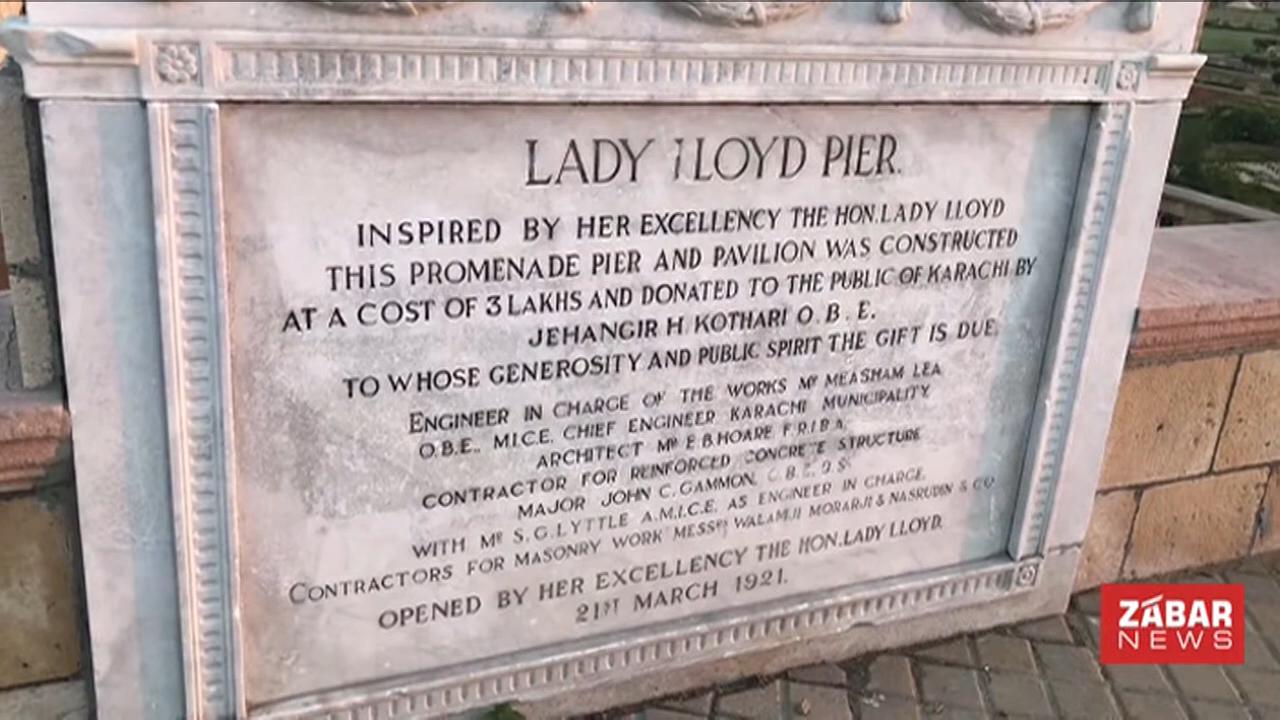 LADY LLOYD PIER.
INSPIRED BY HER EXCELLENCY THE HON. LADY LLOYD
THIS PROMENADE PIER AND PAVILION WAS CONSTRUCTED
AT A COST OF 3 LAKHS AND DONATED TO THE PUBLIC OF KARACHI BY
JEHANGIR H. KOTHARI O. B. E.
TO WHOSE GENEROSITY AND PUBLIC SPIRIT THE GIFT IS DUE.
ENGINEER IN CHARGE OF THE WORKS MR MEASHAM LEA
O.B.E., M.I.C.E. CHIEF ENGINEER KARACHI MUNICIPALITY
ARCHITECT MR E.B.HOARE F.R.I.B.A.
CONTRACTOR FOR REINFORCED CONCRETE STRUCTURE
MAJOR JOHN C. GAMMON,
WITH MR S.G. LYTTLE A.M.I.C.E. AS ENGINEER IN CHARGE.
CONTRACTORS FOR MASONRY WORK MESSRS WALAMJI MORARJI & NASRUDIN & CO
OPENED BY HER EXCELLENCY THE HON. LADY LLOYD.
21ST MARCH 1921.
ZÁBAR
NEWS